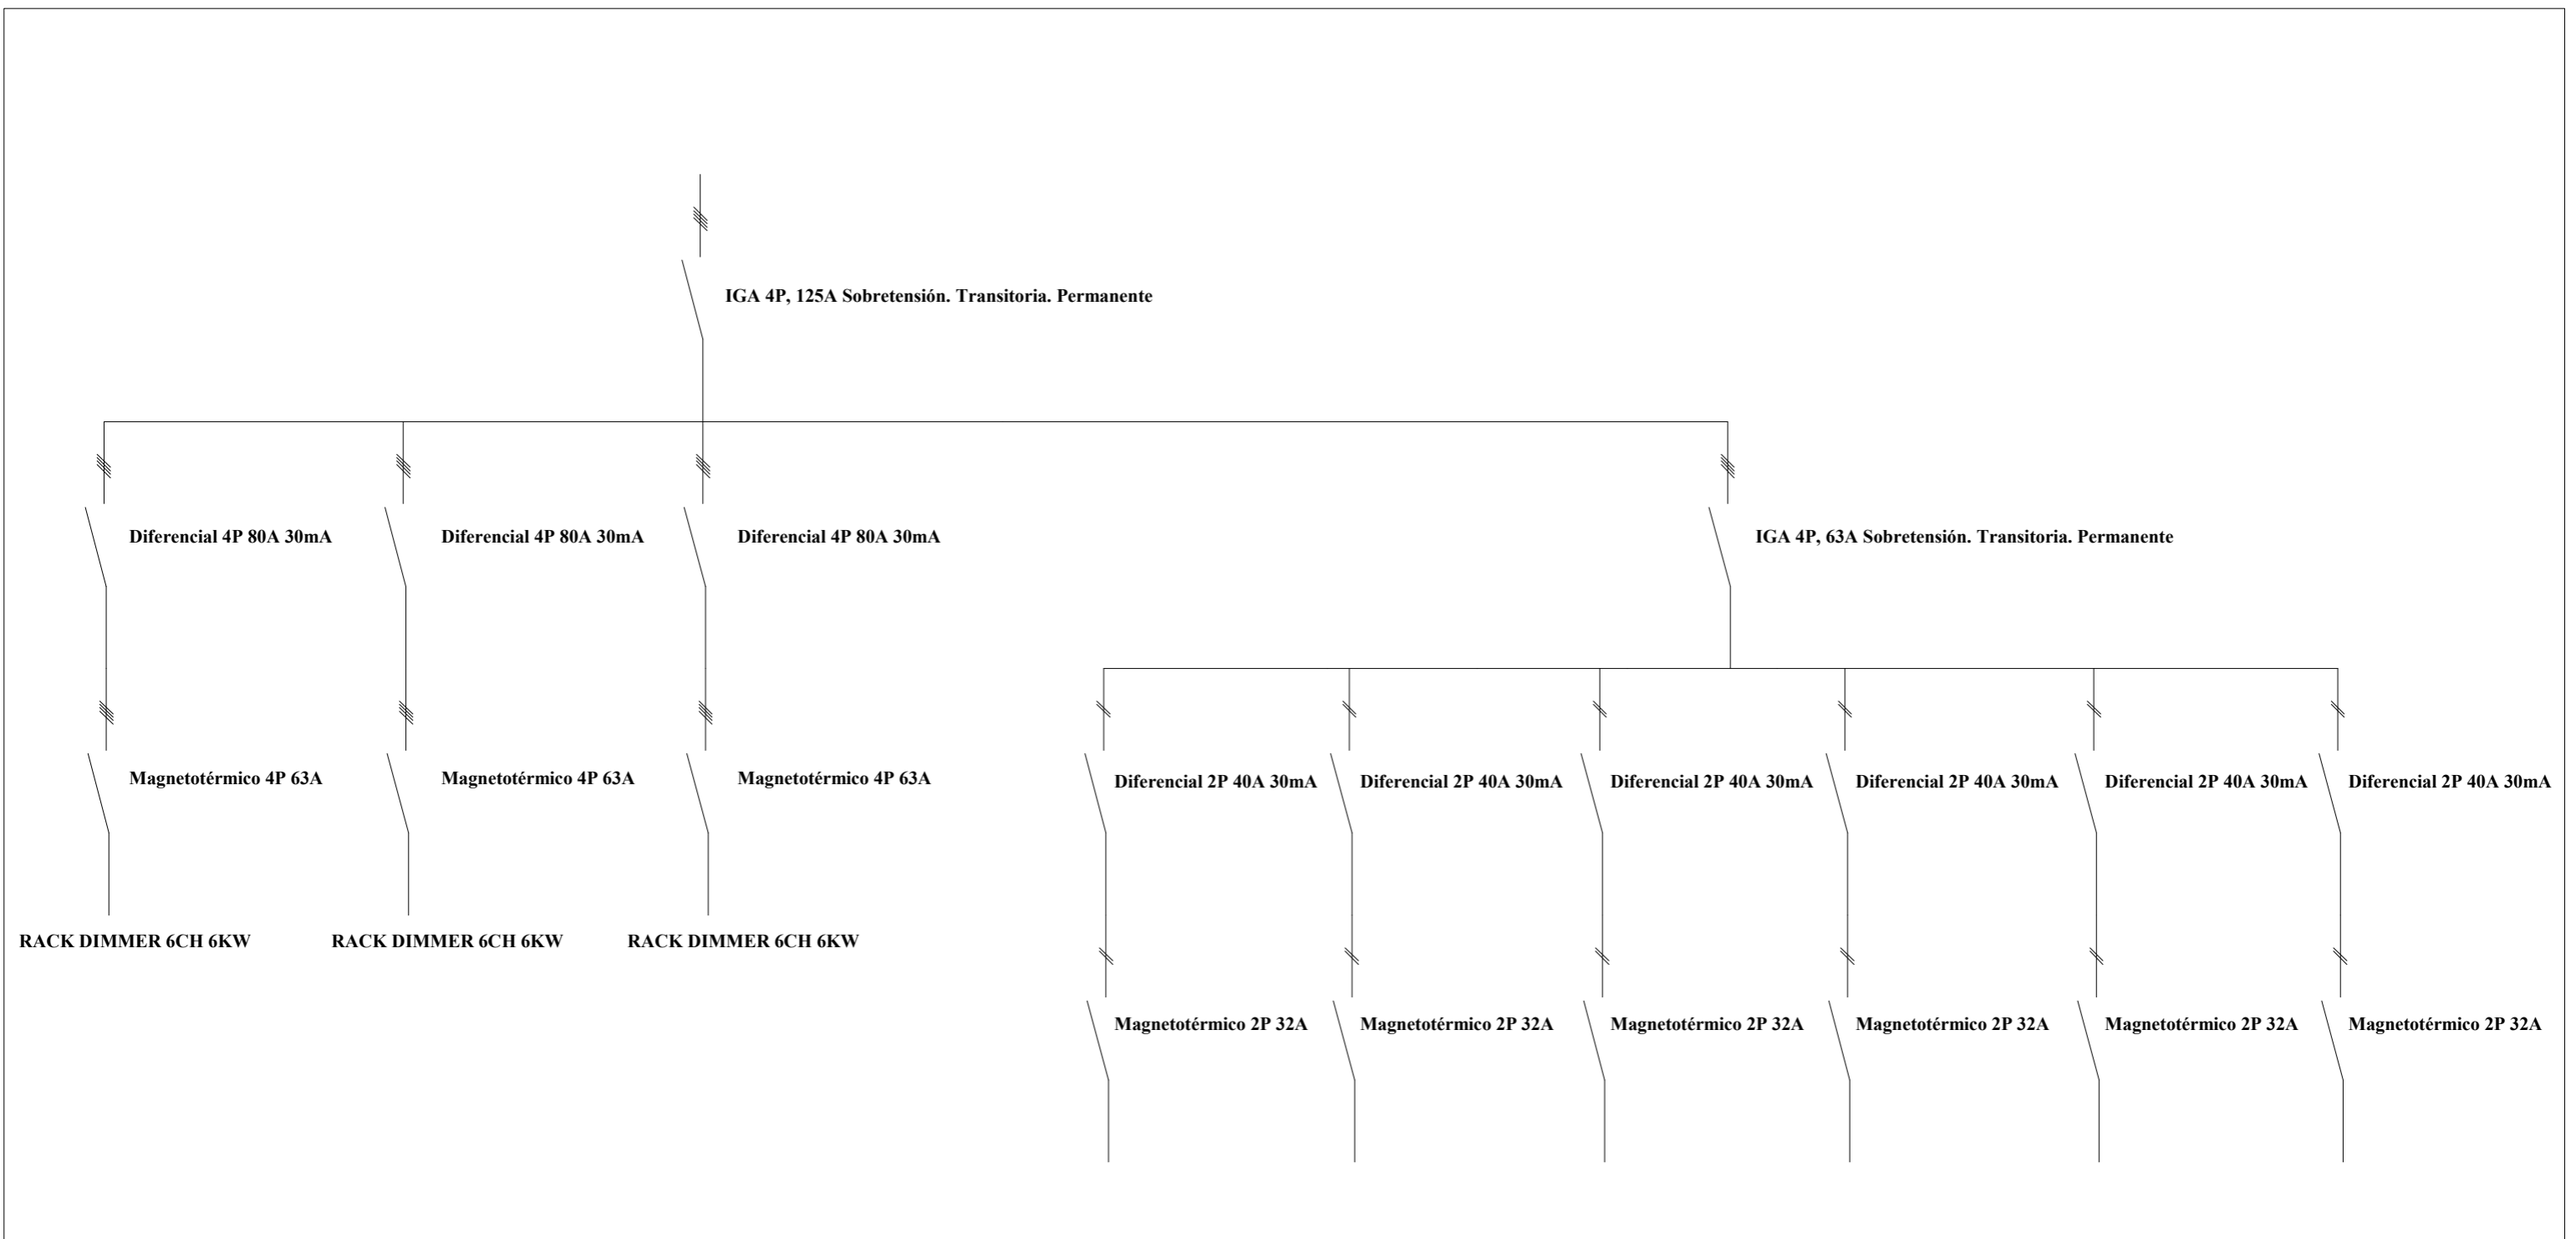 IGA 4P, 125A Sobretensión. Transitoria. Permanente
Diferencial 4P 80A 30mA
Diferencial 4P 80A 30mA
Diferencial 4P 80A 30mA
IGA 4P, 63A Sobretensión. Transitoria. Permanente
Magnetotérmico 4P 63A
Magnetotérmico 4P 63A
Magnetotérmico 4P 63A
Diferencial 2P 40A 30mA
Diferencial 2P 40A 30mA
Diferencial 2P 40A 30mA
Diferencial 2P 40A 30mA
Diferencial 2P 40A 30mA
Diferencial 2P 40A 30mA
RACK DIMMER 6CH 6KW
RACK DIMMER 6CH 6KW
RACK DIMMER 6CH 6KW
Magnetotérmico 2P 32A
Magnetotérmico 2P 32A
Magnetotérmico 2P 32A
Magnetotérmico 2P 32A
Magnetotérmico 2P 32A
Magnetotérmico 2P 32A